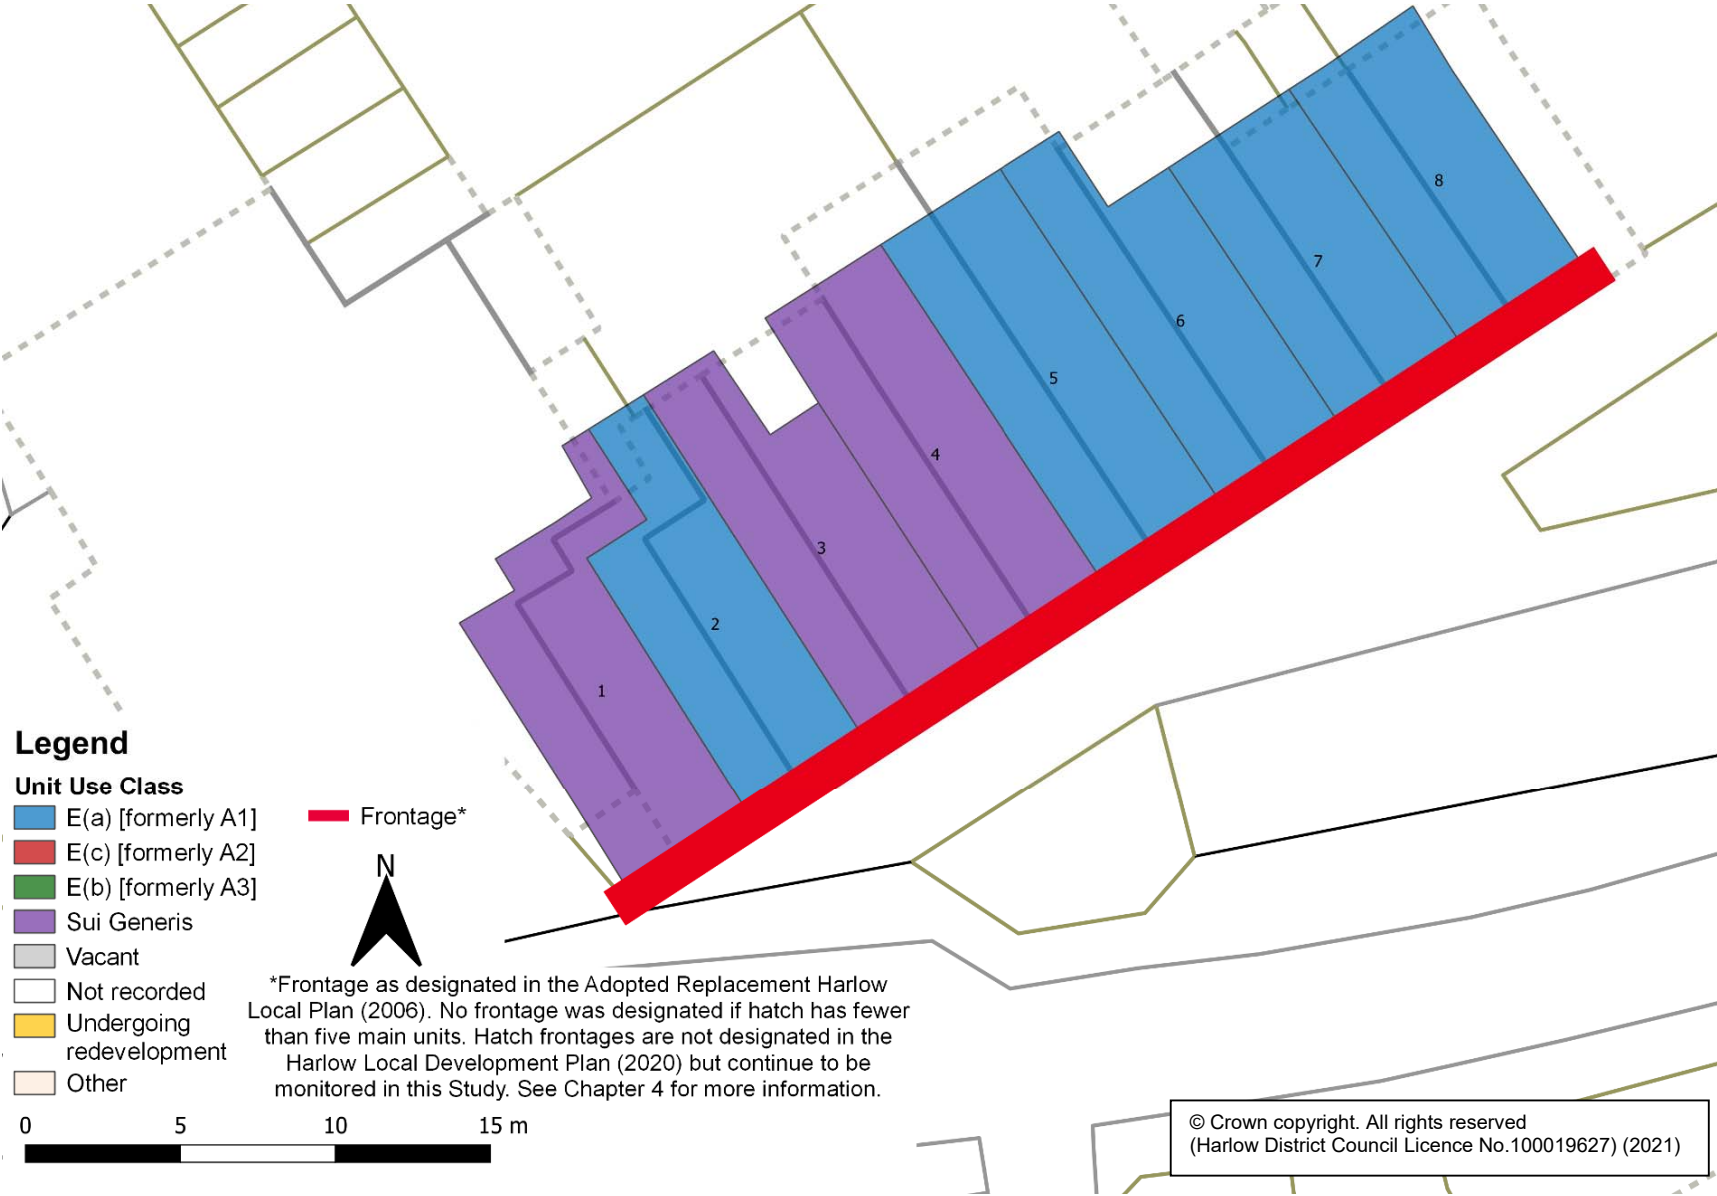 8
7
6
5
4
3
2
1
Legend
Unit Use Class
E(a) [formerly A1]
E(c) [formerly A2]
E(b) [formerly A3]
Sui Generis
Vacant
Not recorded
Undergoing
redevelopment
Other
Frontage*
N
*Frontage as designated in the Adopted Replacement Harlow
Local Plan (2006). No frontage was designated if hatch has fewer
than five main units. Hatch frontages are not designated in the
Harlow Local Development Plan (2020) but continue to be
monitored in this Study. See Chapter 4 for more information.
0 5 10 15 m
© Crown copyright. All rights reserved
(Harlow District Council Licence No.100019627) (2021)